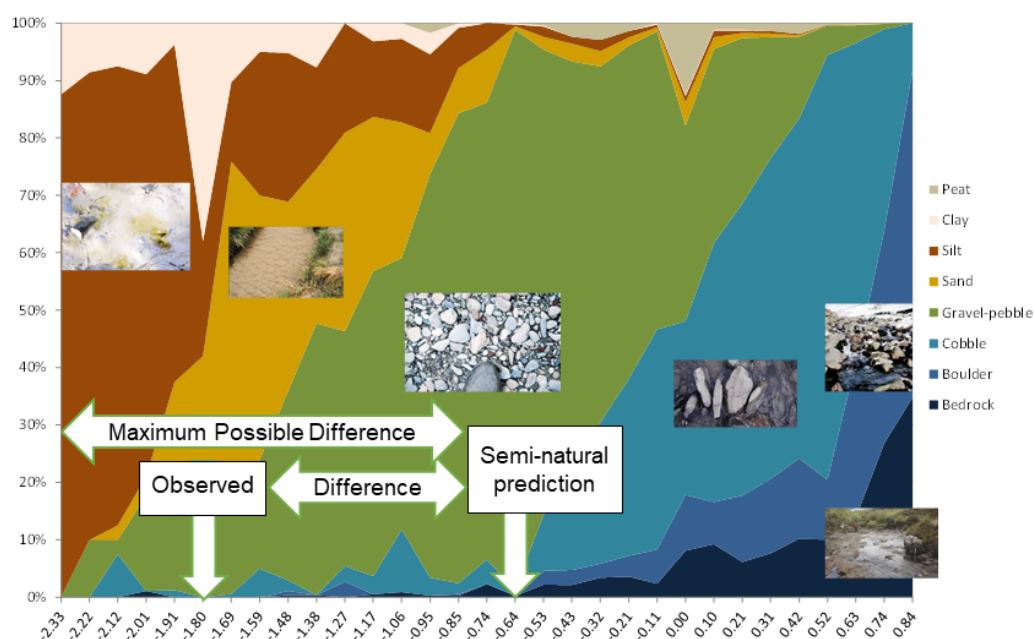 100%
90%
80%
70%
60%
50%
40%
30%
20%
10%
0%
Maximum Possible Difference
Observed
Difference
Semi-natural
prediction
Peat
Clay
Silt
Sand
Gravel-pebble
Cobble
Boulder
Bedrock
-2.33 -2.22 -2.12 -2.01 -1.91 -1.80 -1.69 -1.59 -1.48 -1.38 -1.27 -1.17 -1.06 -0.95 -0.85 -0.74 -0.64 -0.53 -0.43 -0.32 -0.21 -0.11 0.00 0.10 0.21 0.31 0.42 0.52 0.63 0.74 0.84